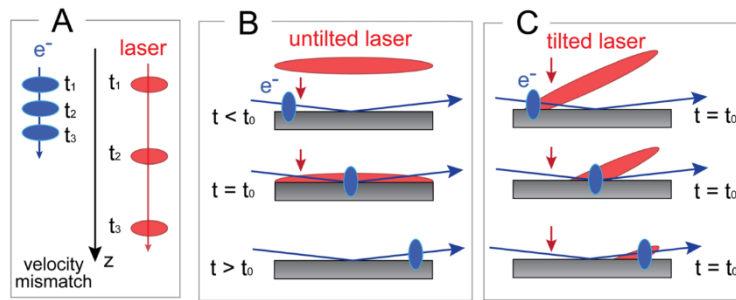 A
e⁻
laser
t₁
t₁
t₂
t₂
t₃
t₃
velocity
mismatch
z
B
untilted laser
e⁻
t < t₀
t = t₀
t > t₀
C
tilted laser
e⁻
t = t₀
t = t₀
t = t₀